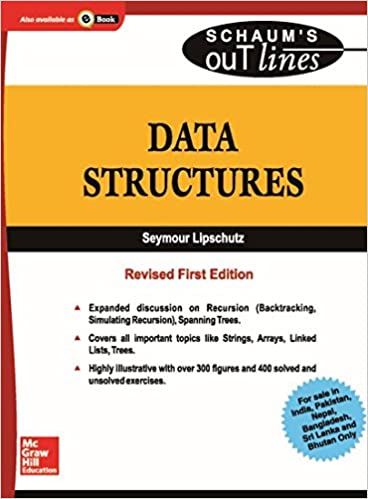 Also available as e Book
SCHAUM'S
ouTlines
DATA
STRUCTURES
Seymour Lipschutz
Revised First Edition
Expanded discussion on Recursion (Backtracking,
Simulating Recursion), Spanning Trees.
Covers all important topics like Strings, Arrays, Linked
Lists, Trees.
Highly illustrative with over 300 figures and 400 solved and
unsolved exercises.
For sale in
India, Pakistan,
Nepal,
Bangladesh,
Sri Lanka and
Bhutan Only
Mc
Graw
Hill
Education